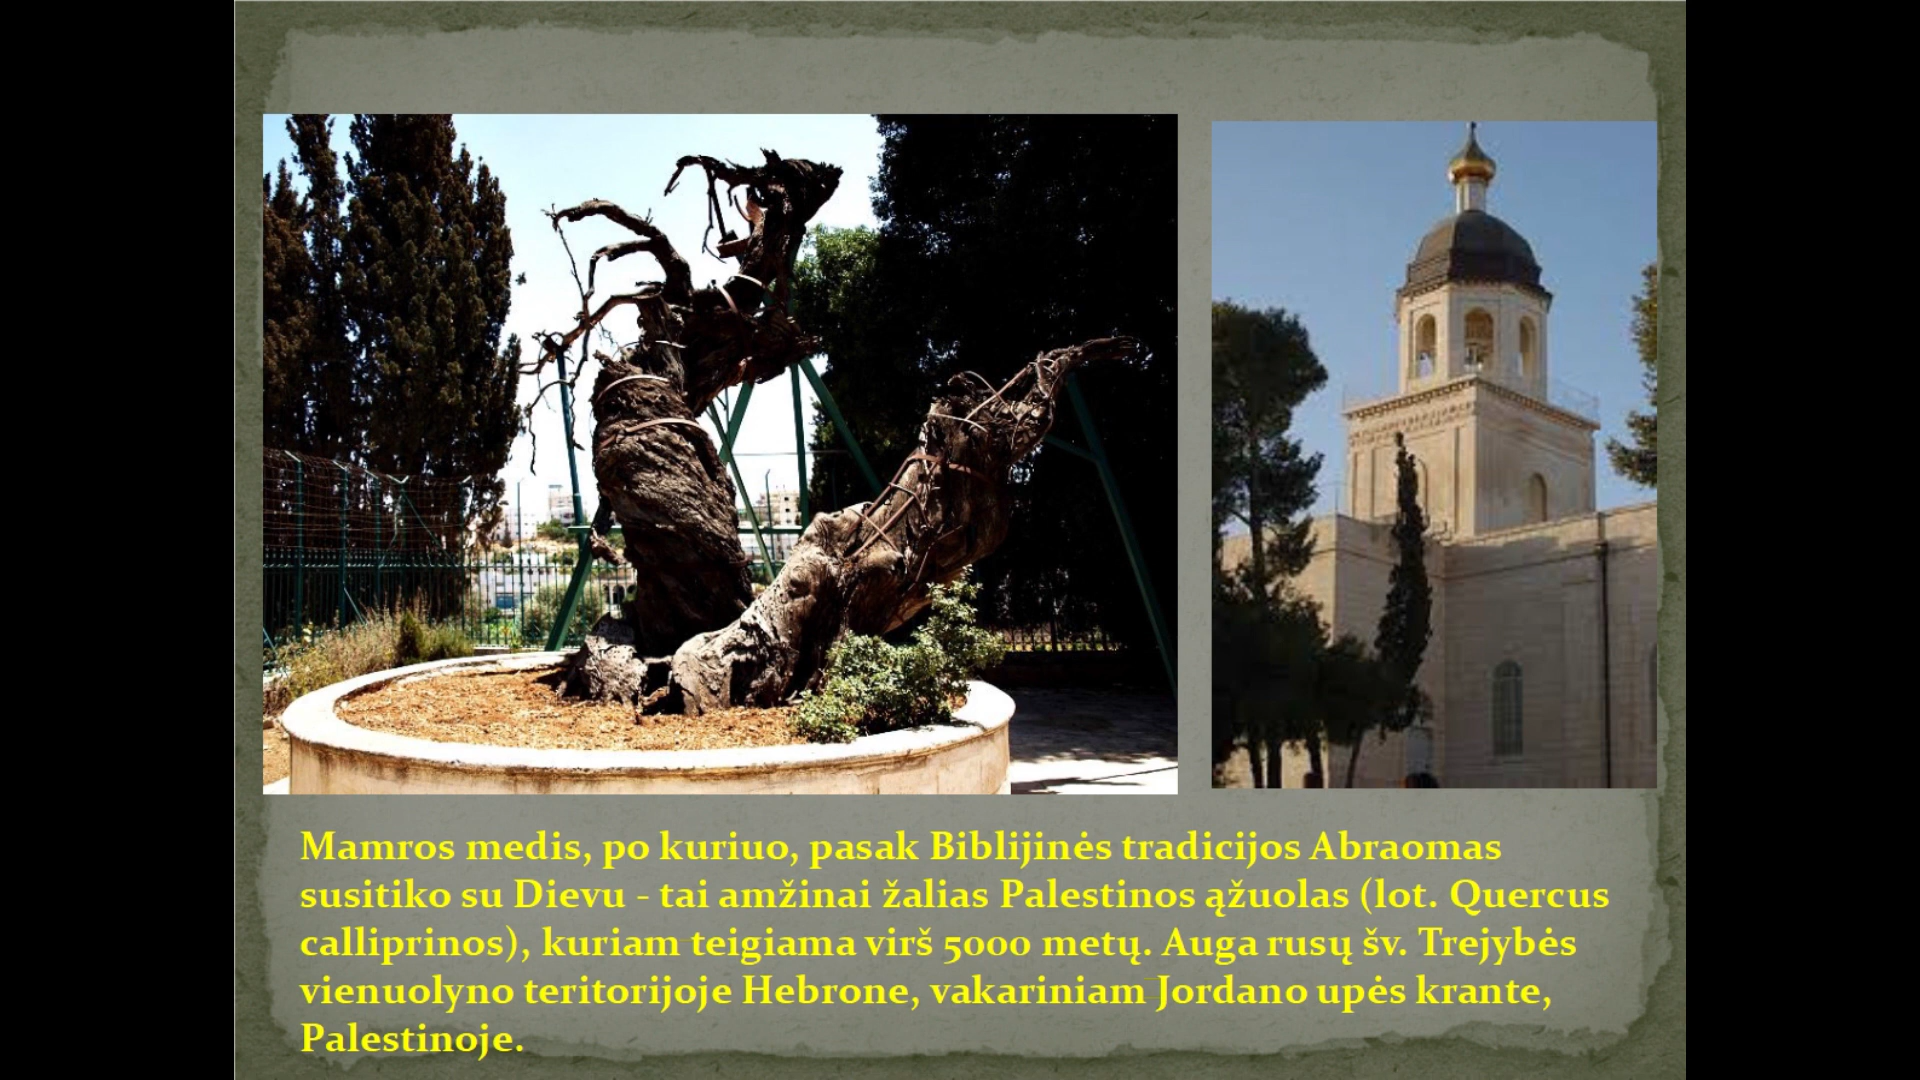 Mamros medis, po kuriuo, pasak Biblijinės tradicijos Abraomas
susitiko su Dievu - tai amžinai žalias Palestinos ąžuolas (lot. Quercus
calliprinos), kuriam teigiama virš 5000 metų. Auga rusų šv. Trejybės
vienuolyno teritorijoje Hebrone, vakariniam Jordano upės krante,
Palestinoje.